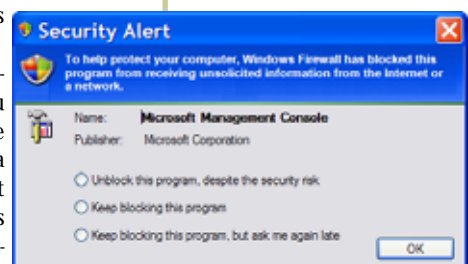 s
Security Alert
To help protect your computer, Windows Firewall has blocked this
program from receiving unsolicited information from the Internet or
a network.
u
e
a
t
s
Name: Microsoft Management Console
Publisher: Microsoft Corporation
Unblock this program, despite the security risk
Keep blocking this program
Keep blocking this program, but ask me again late
OK